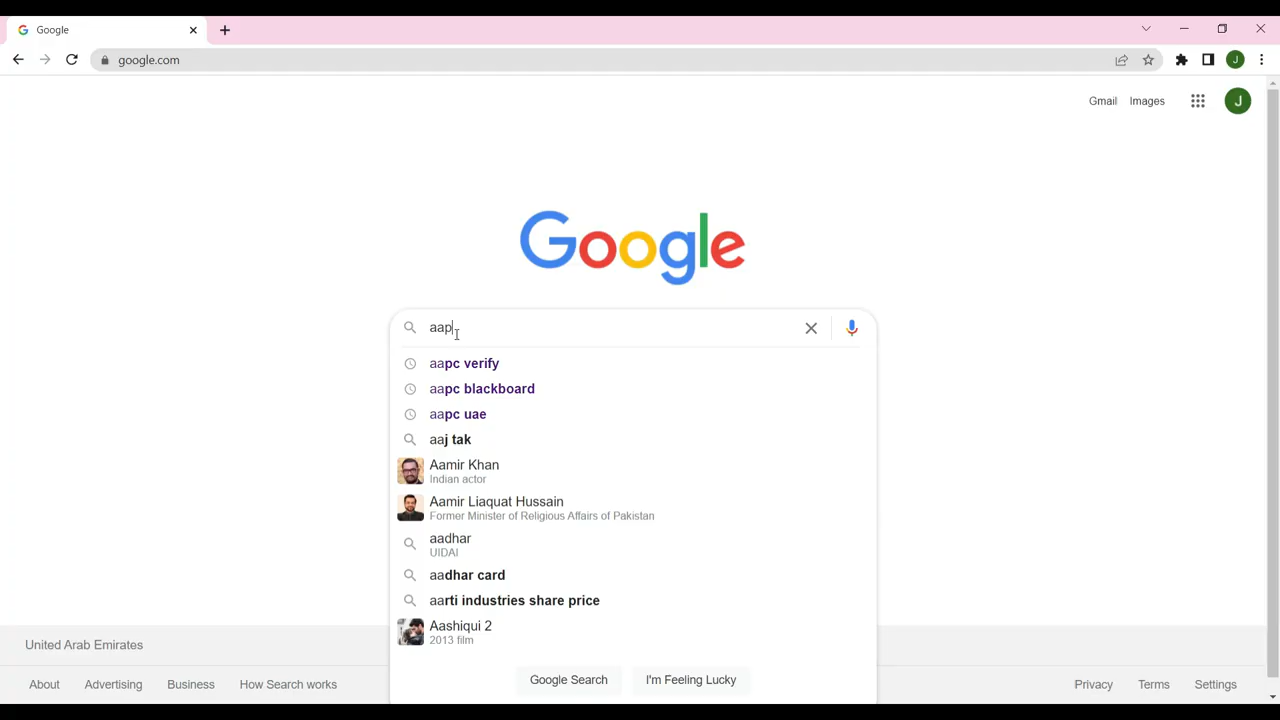 Google
google.com
J
Gmail Images J
Google
aap
aapc verify
aapc blackboard
aapc uae
aaj tak
Aamir Khan
Indian actor
Aamir Liaquat Hussain
Former Minister of Religious Affairs of Pakistan
aadhar
UIDAI
aadhar card
aarti industries share price
Aashiqui 2
2013 film
Google Search I'm Feeling Lucky
United Arab Emirates
About Advertising Business How Search works Privacy Terms Settings